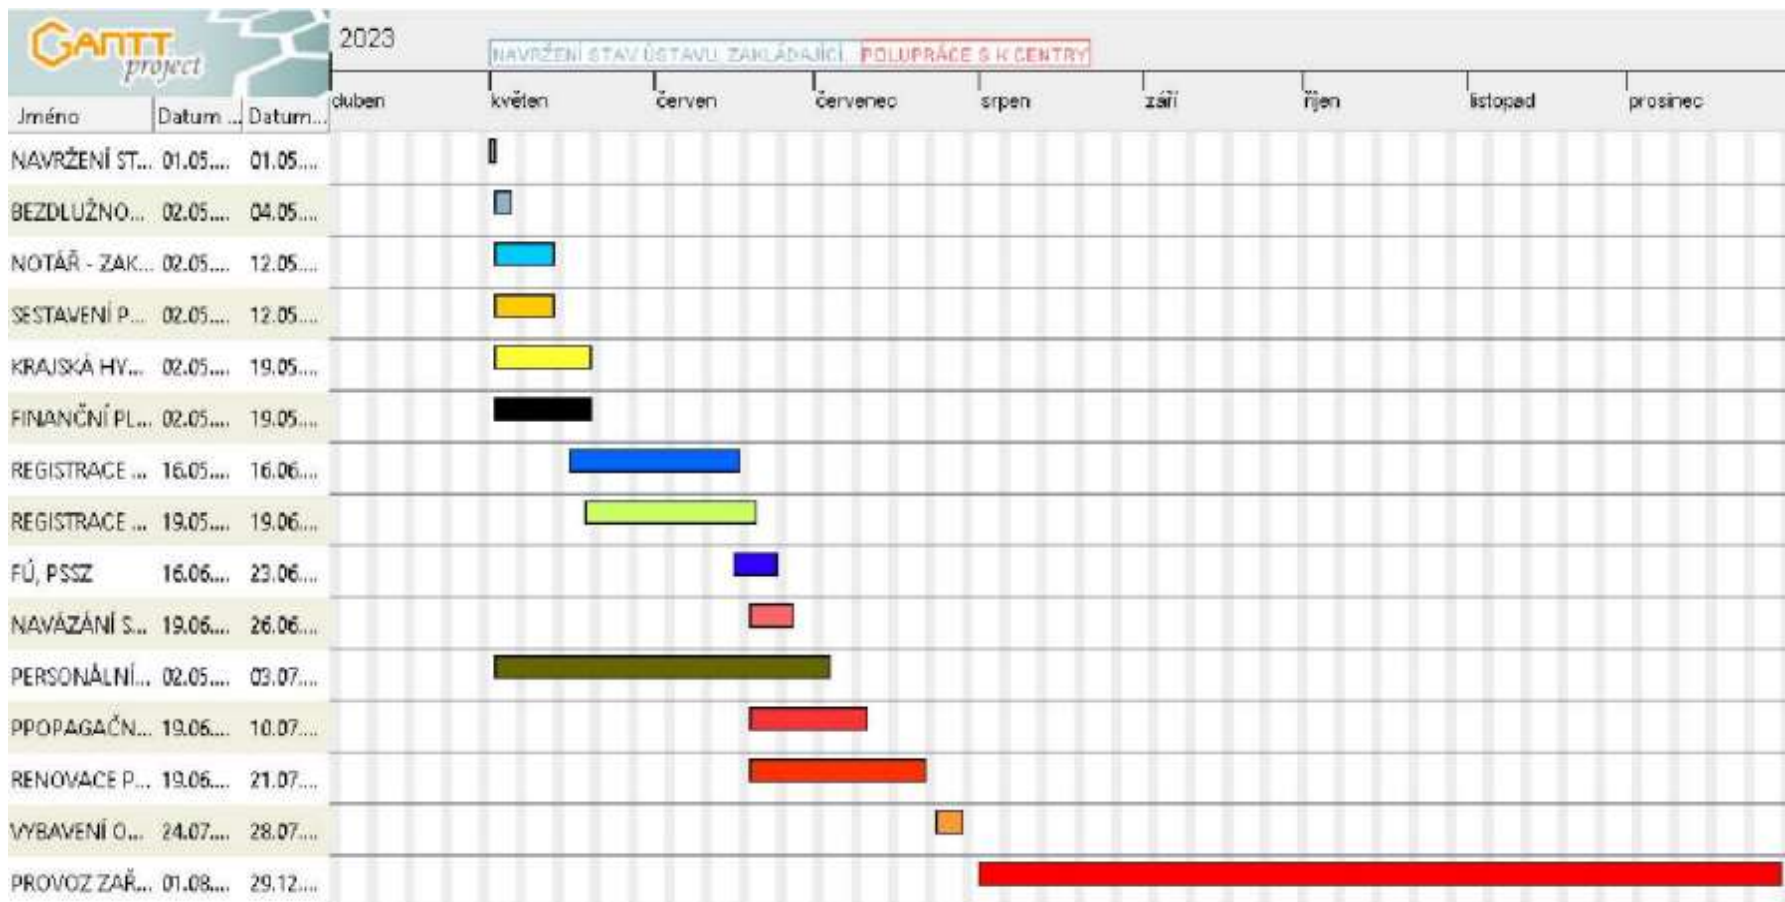 GANTT
project
2023
NAVRŽENÍ STAV ÚSTAVU, ZAKLÁDAJÍCÍ POLUPRÁCE S K CENTRY
Jméno Datum ... Datum...
duben květen červen červenec srpen září říjen listopad prosinec
NAVRŽENÍ ST... 01.05.... 01.05....
BEZDLUŽNO... 02.05.... 04.05....
NOTÁŘ - ZAK... 02.05.... 12.05....
SESTAVENÍ P... 02.05.... 12.05....
KRAJSKÁ HY... 02.05.... 19.05....
FINANČNÍ PL... 02.05.... 19.05....
REGISTRACE ... 16.05.... 16.06....
REGISTRACE ... 19.05.... 19.06....
FÚ, PSSZ 16.06.... 23.06....
NAVÁZÁNÍ S... 19.06.... 26.06....
PERSONÁLNÍ... 02.05.... 03.07....
PPOPAGAČN... 19.06.... 10.07....
RENOVACE P... 19.06.... 21.07....
VYBAVENÍ O... 24.07.... 28.07....
PROVOZ ZAŘ... 01.08.... 29.12....